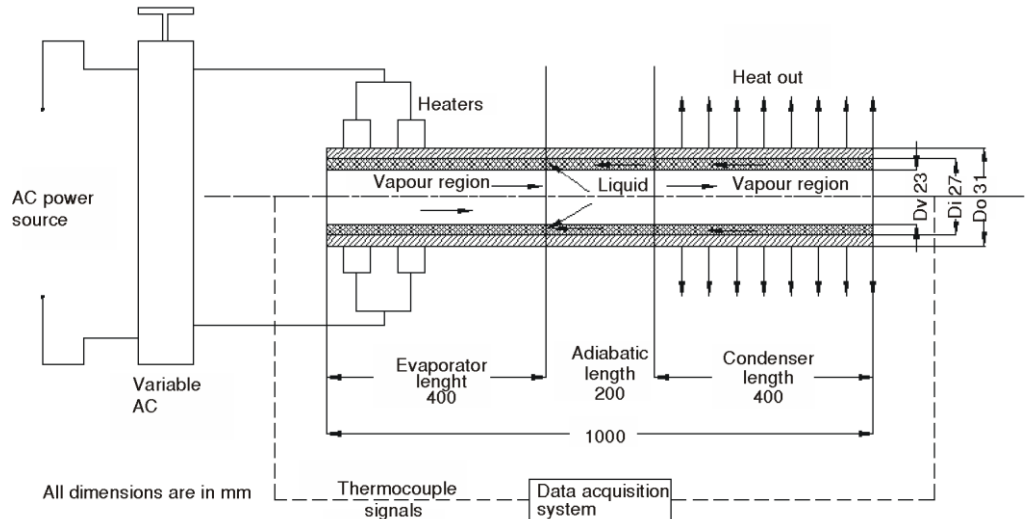 Heat out
Heaters
AC power
source
Vapour region
Liquid
Vapour region
Dv 23
Di 27
Do 31
Variable
AC
Evaporator
lenght
400
Adiabatic
length
200
Condenser
length
400
1000
All dimensions are in mm
Thermocouple
signals
Data acquisition
system